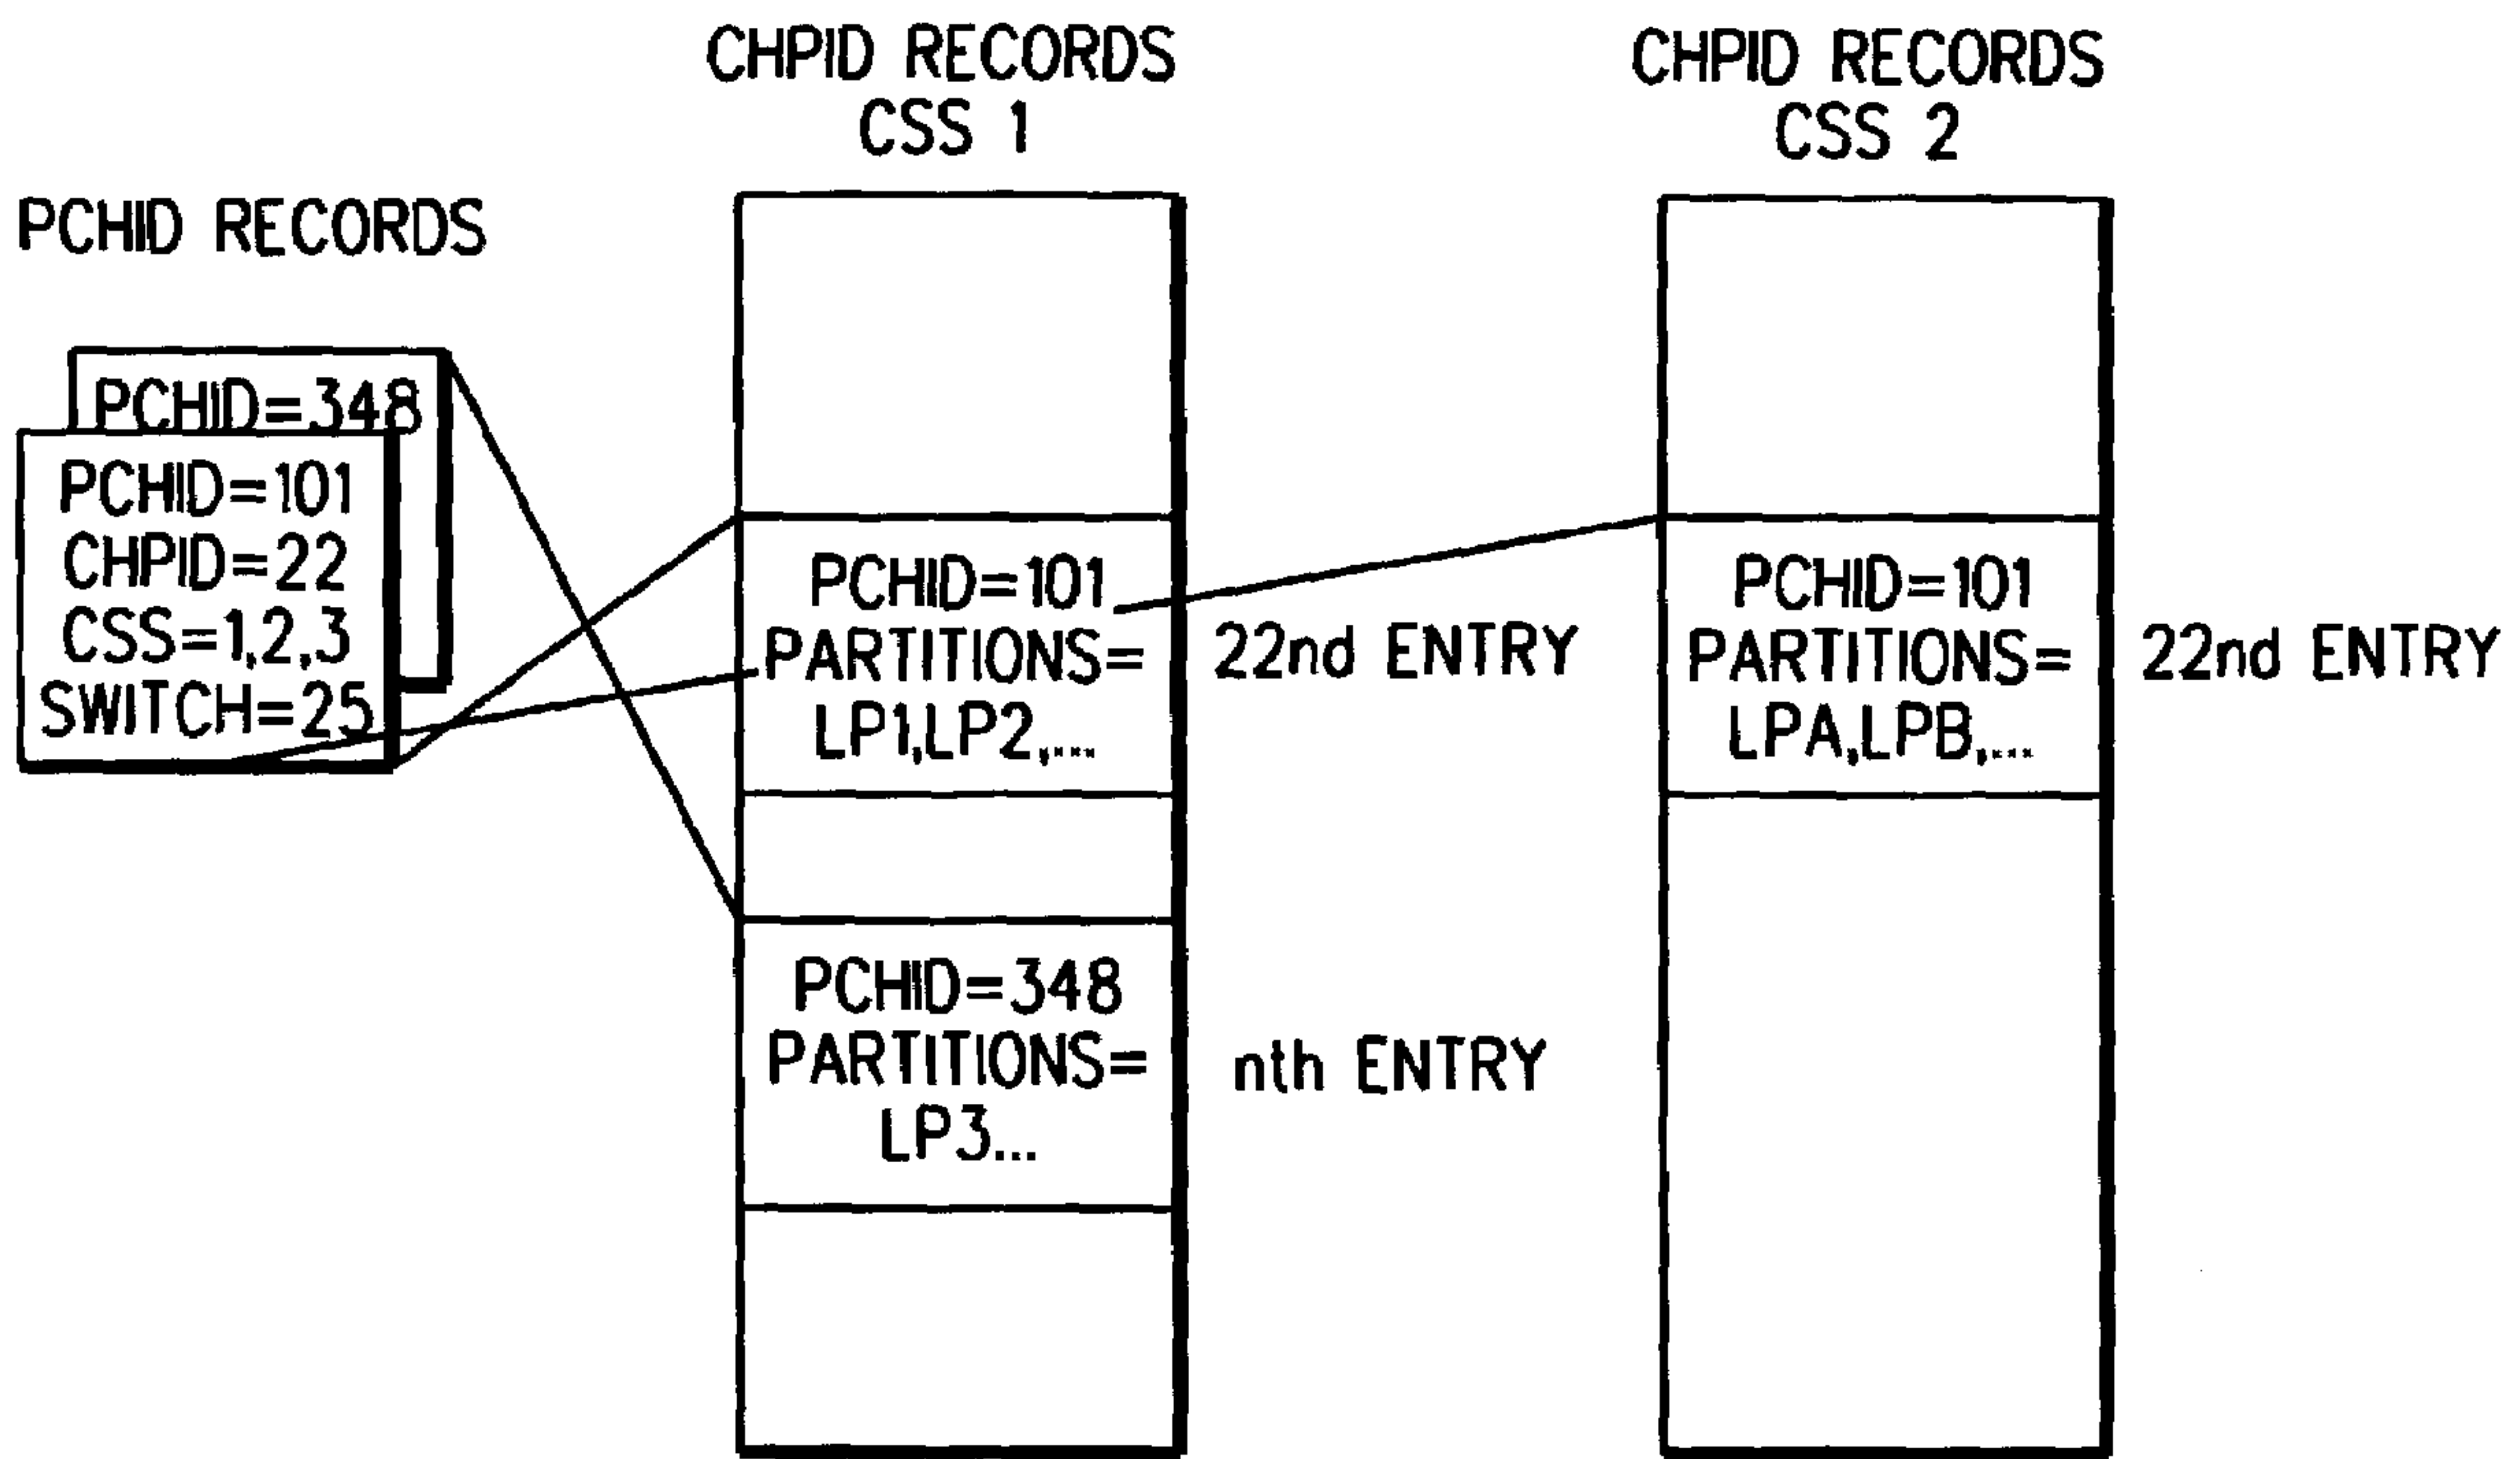 PCHID RECORDS
PCHID=348
PCHID=101
CHPID=22
CSS=1,2,3
SWITCH=25
CHPID RECORDS
CSS 1
PCHID=101
PARTITIONS=
LP1,LP2,....
22nd ENTRY
PCHID=348
PARTITIONS=
LP3...
nth ENTRY
CHPID RECORDS
CSS 2
PCHID=101
PARTITIONS=
LPA,LPB,...
22nd ENTRY